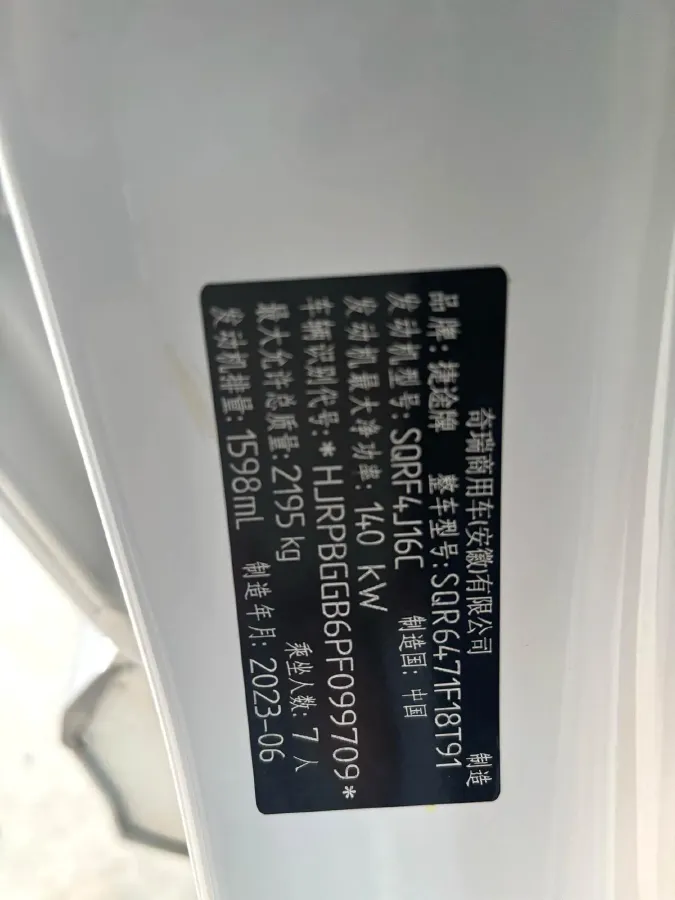 奇瑞商用车(安徽)有限公司 制造
品牌: 捷途牌 整车型号: SQR6471F18T91
发动机型号: SQRF4J16C 制造国: 中国
发动机最大净功率: 140 kW
车辆识别代号: *HJRPBGGB6PF099709*
最大允许总质量: 2195 kg 乘坐人数: 7 人
发动机排量: 1598mL 制造年月: 2023-06